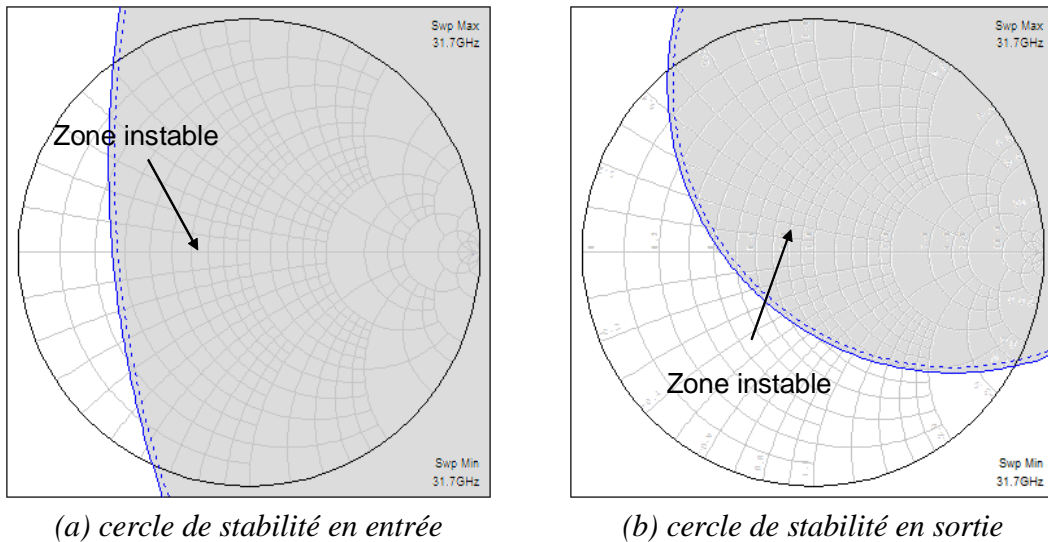 Swp Max
31.7GHz
Zone instable
Swp Min
31.7GHz
(a) cercle de stabilité en entrée
Swp Max
31.7GHz
Zone instable
Swp Min
31.7GHz
(b) cercle de stabilité en sortie